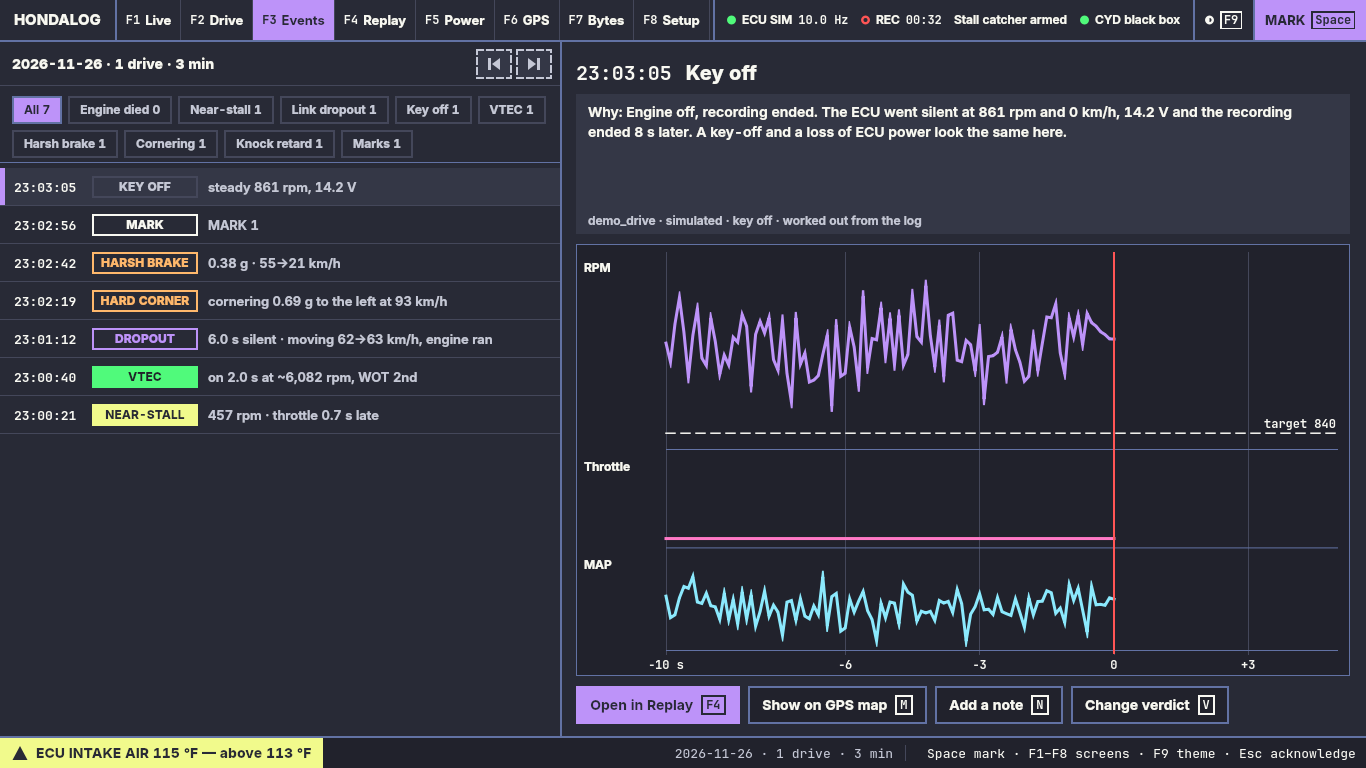 HONDALOG F1 Live F2 Drive F3 Events F4 Replay F5 Power F6 GPS F7 Bytes F8 Setup ECU SIM 10.0 Hz REC 00:32 Stall catcher armed CYD black box F9 MARK Space
2026-11-26 · 1 drive · 3 min
All 7 Engine died 0 Near-stall 1 Link dropout 1 Key off 1 VTEC 1
Harsh brake 1 Cornering 1 Knock retard 1 Marks 1
23:03:05 KEY OFF steady 861 rpm, 14.2 V
23:02:56 MARK MARK 1
23:02:42 HARSH BRAKE 0.38 g · 55→21 km/h
23:02:19 HARD CORNER cornering 0.69 g to the left at 93 km/h
23:01:12 DROPOUT 6.0 s silent · moving 62→63 km/h, engine ran
23:00:40 VTEC on 2.0 s at ~6,082 rpm, WOT 2nd
23:00:21 NEAR-STALL 457 rpm · throttle 0.7 s late
23:03:05 Key off
Why: Engine off, recording ended. The ECU went silent at 861 rpm and 0 km/h, 14.2 V and the recording
ended 8 s later. A key-off and a loss of ECU power look the same here.
demo_drive · simulated · key off · worked out from the log
RPM
target 840
Throttle
MAP
-10 s -6 -3 0 +3
Open in Replay F4 Show on GPS map M Add a note N Change verdict V
ECU INTAKE AIR 115 °F — above 113 °F 2026-11-26 · 1 drive · 3 min Space mark · F1–F8 screens · F9 theme · Esc acknowledge